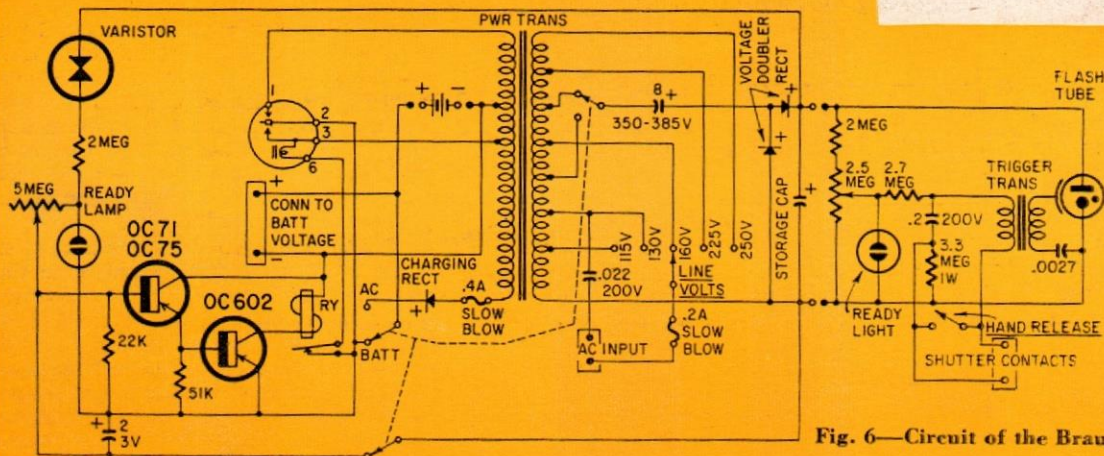 PWR TRANS
VARISTOR
2MEG
5MEG
READY
LAMP
OC71
OC75
OC602
22K
51K
+ 2
3V
1
2
3
6
+
CONN TO
BATT
VOLTAGE
−
+ −
RY
AC
BATT
CHARGING
RECT
+
.4A
SLOW
BLOW
8 +
350-385V
VOLTAGE
DOUBLER
RECT
+
+
STORAGE CAP
+
115V
130V
160V
225V
250V
LINE
VOLTS
.022
200V
AC INPUT
.2A
SLOW
BLOW
2 MEG
2.5
MEG
2.7
MEG
.2
200V
3.3
MEG
1W
READY
LIGHT
TRIGGER
TRANS
FLASH
TUBE
.0027
HAND RELEASE
SHUTTER CONTACTS
Fig. 6—Circuit of the Brau